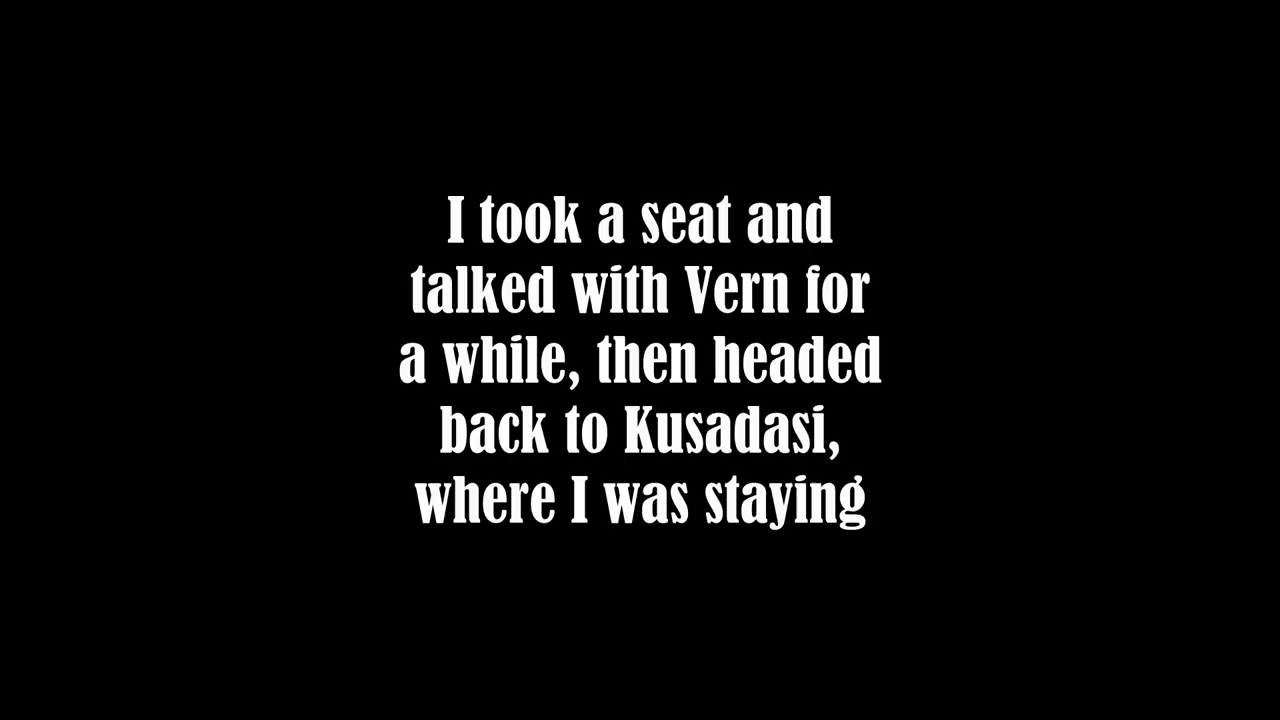 I took a seat and
talked with Vern for
a while, then headed
back to Kusadasi,
where I was staying